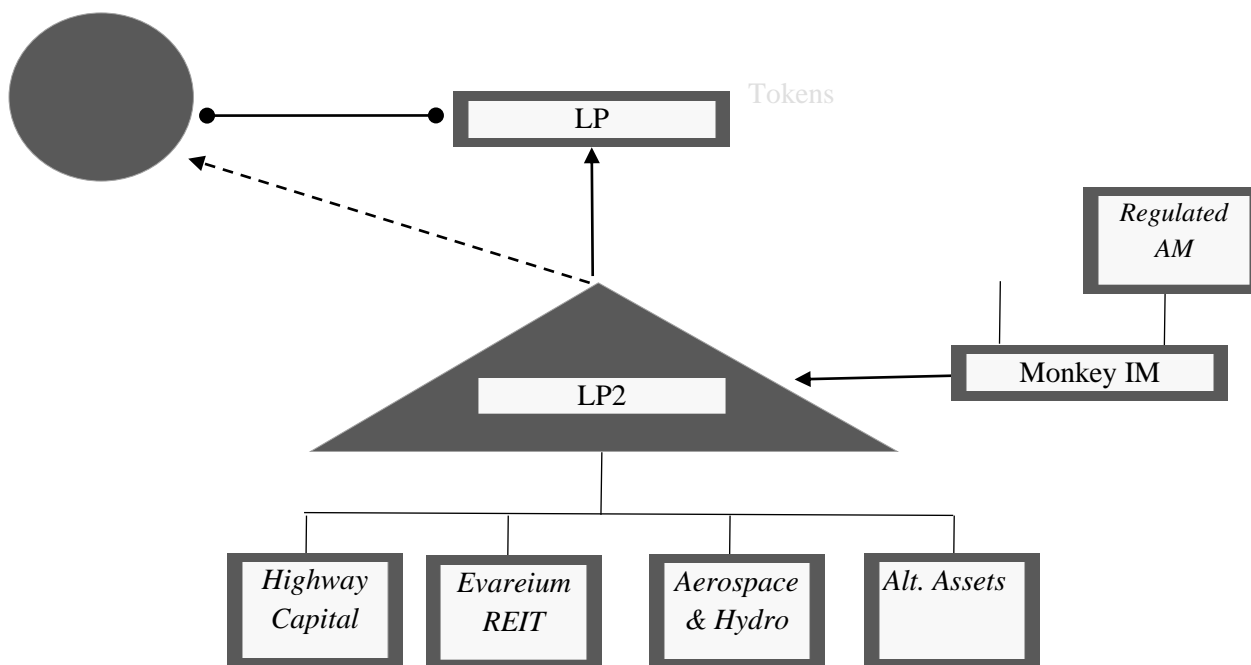 Tokens
LP
Regulated
AM
Monkey IM
LP2
Highway
Capital
Evareium
REIT
Aerospace
& Hydro
Alt. Assets